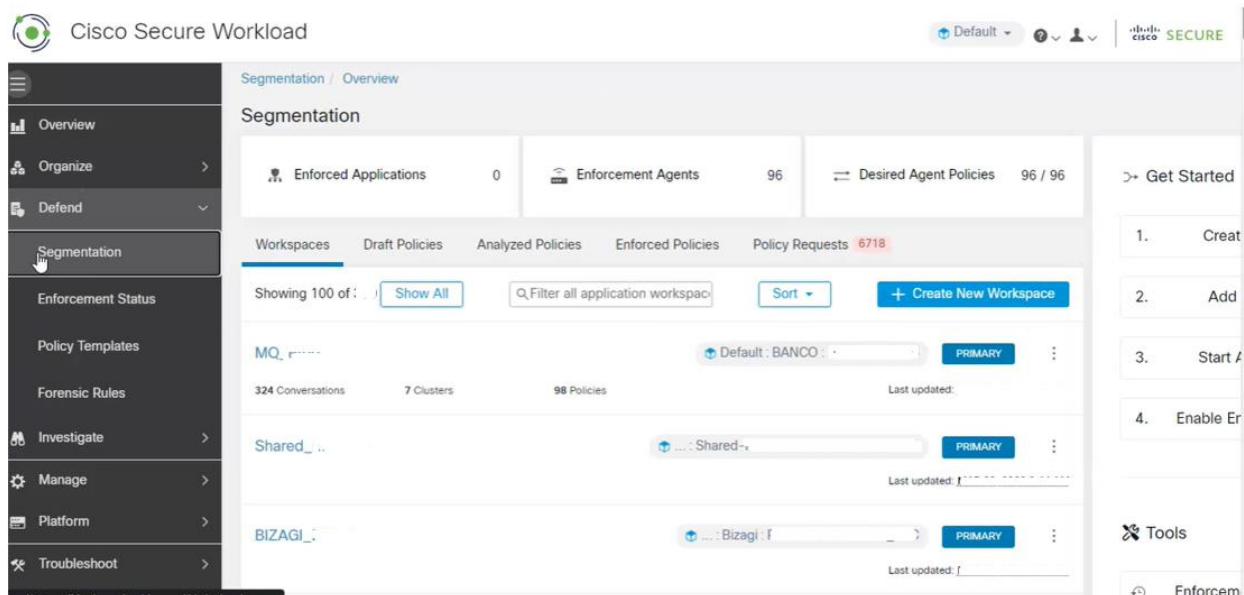 Cisco Secure Workload
Default
cisco SECURE
Overview
Organize
Defend
Segmentation
Enforcement Status
Policy Templates
Forensic Rules
Investigate
Manage
Platform
Troubleshoot
Segmentation / Overview
Segmentation
Enforced Applications 0
Enforcement Agents 96
Desired Agent Policies 96 / 96
Workspaces Draft Policies Analyzed Policies Enforced Policies Policy Requests 6718
Showing 100 of Show All Filter all application workspac Sort + Create New Workspace
MQ_ Default : BANCO : PRIMARY
324 Conversations 7 Clusters 98 Policies Last updated:
Shared_ ... : Shared- PRIMARY
Last updated:
BIZAGI_ ... : Bizagi : PRIMARY
Last updated:
Get Started
1. Creat
2. Add
3. Start A
4. Enable Er
Tools
Enforcem